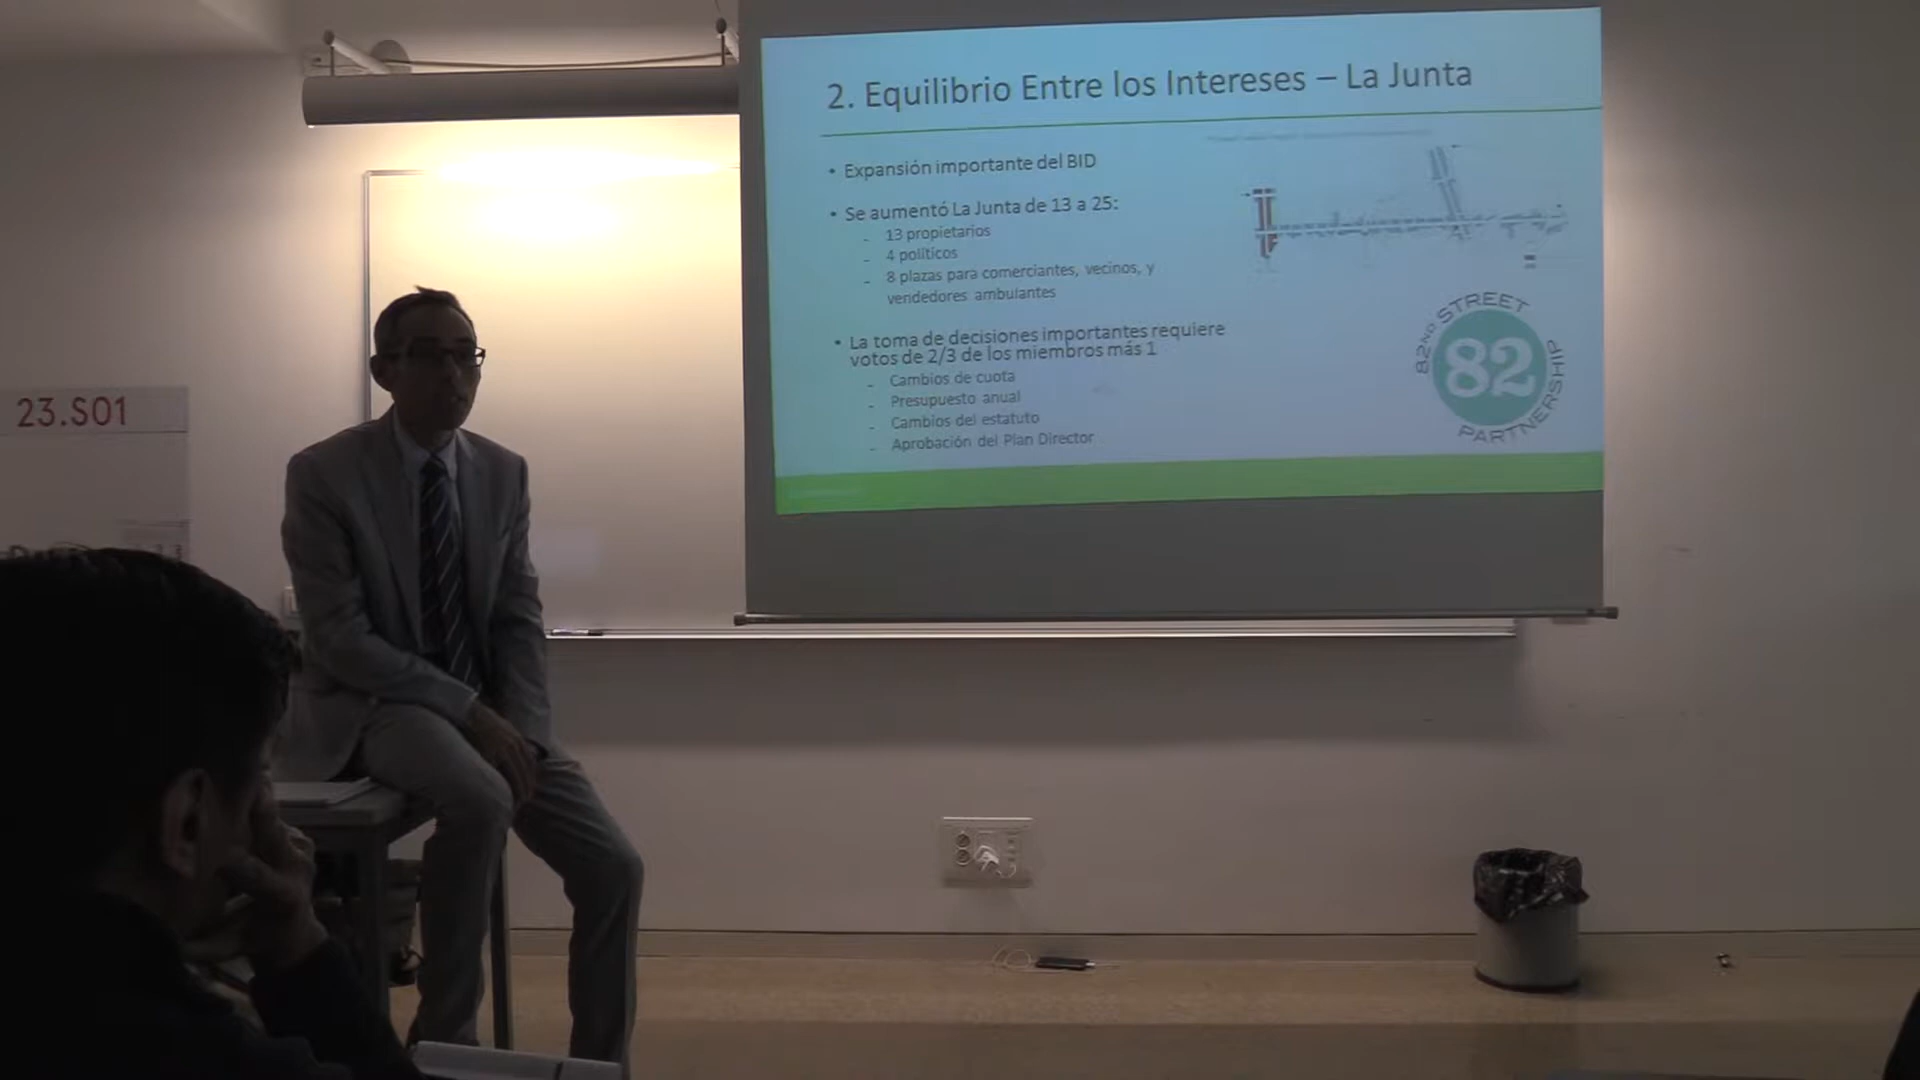 2. Equilibrio Entre los Intereses – La Junta
• Expansión importante del BID
• Se aumentó La Junta de 13 a 25:
- 13 propietarios
- 4 políticos
- 8 plazas para comerciantes, vecinos, y
vendedores ambulantes
• La toma de decisiones importantes requiere
votos de 2/3 de los miembros más 1
- Cambios de cuota
- Presupuesto anual
- Cambios del estatuto
- Aprobación del Plan Director
82ND STREET
82
PARTNERSHIP
23.S01